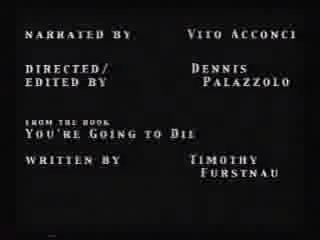 NARRATED BY VITO ACCONCI
DIRECTED/ DENNIS
EDITED BY PALAZZOLO
FROM THE BOOK
YOU'RE GOING TO DIE
WRITTEN BY TIMOTHY
FURSTNAU